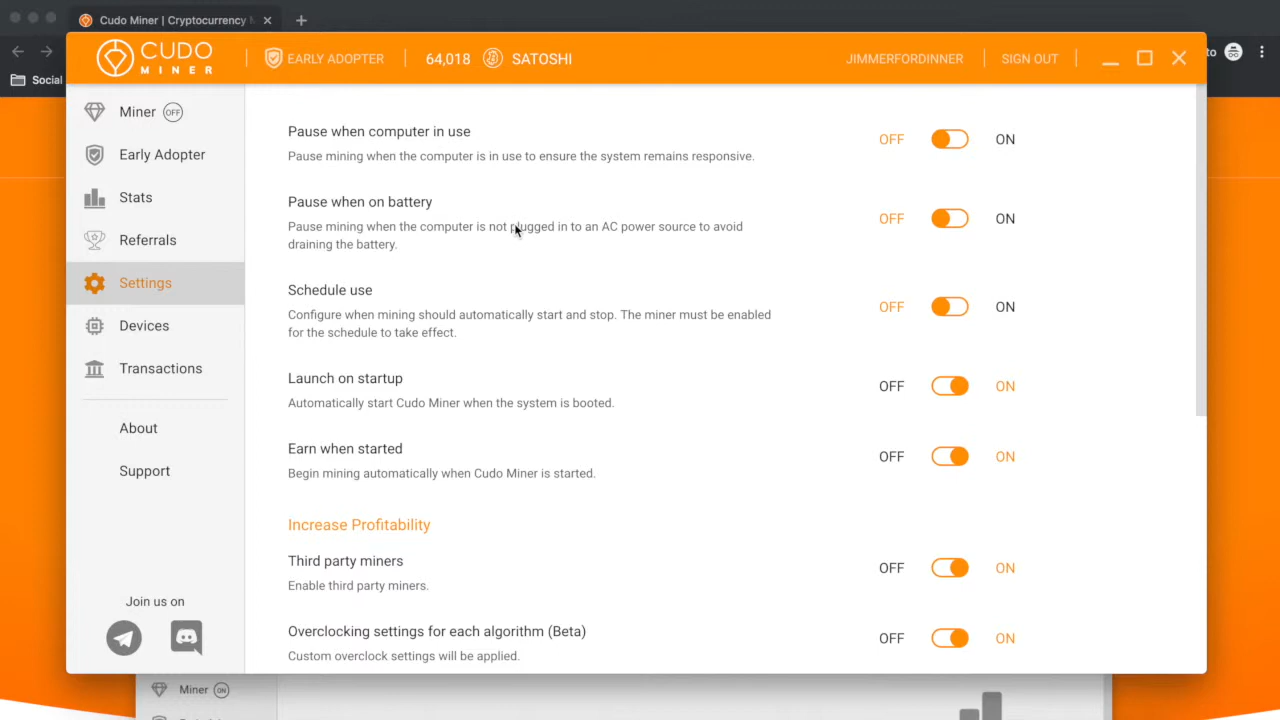 Cudo Miner | Cryptocurrency
Social
CUDO
MINER
EARLY ADOPTER
64,018
SATOSHI
JIMMERFORDINNER
SIGN OUT
Miner OFF
Early Adopter
Stats
Referrals
Settings
Devices
Transactions
About
Support
Join us on
Pause when computer in use
Pause mining when the computer is in use to ensure the system remains responsive.
OFF ON
Pause when on battery
Pause mining when the computer is not plugged in to an AC power source to avoid
draining the battery.
OFF ON
Schedule use
Configure when mining should automatically start and stop. The miner must be enabled
for the schedule to take effect.
OFF ON
Launch on startup
Automatically start Cudo Miner when the system is booted.
OFF ON
Earn when started
Begin mining automatically when Cudo Miner is started.
OFF ON
Increase Profitability
Third party miners
Enable third party miners.
OFF ON
Overclocking settings for each algorithm (Beta)
Custom overclock settings will be applied.
OFF ON
Miner ON